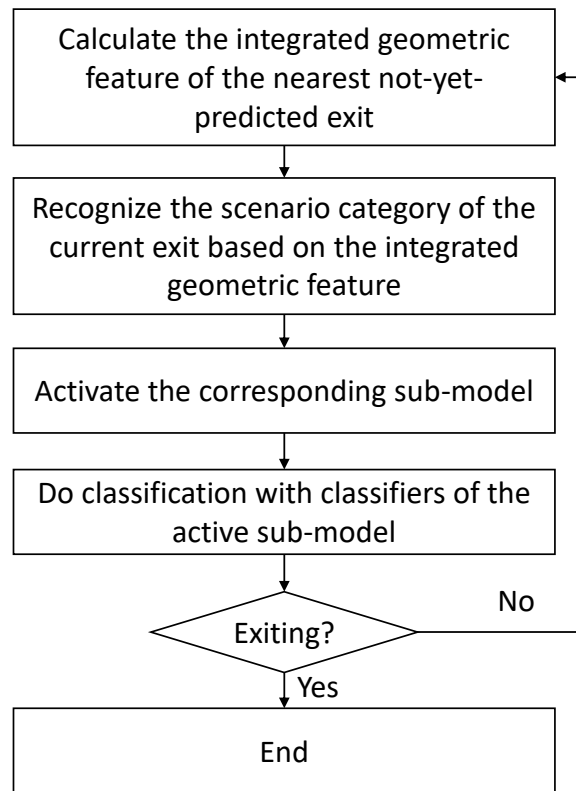 Calculate the integrated geometric
feature of the nearest not-yet-
predicted exit
Recognize the scenario category of the
current exit based on the integrated
geometric feature
Activate the corresponding sub-model
Do classification with classifiers of the
active sub-model
No
Exiting?
Yes
End